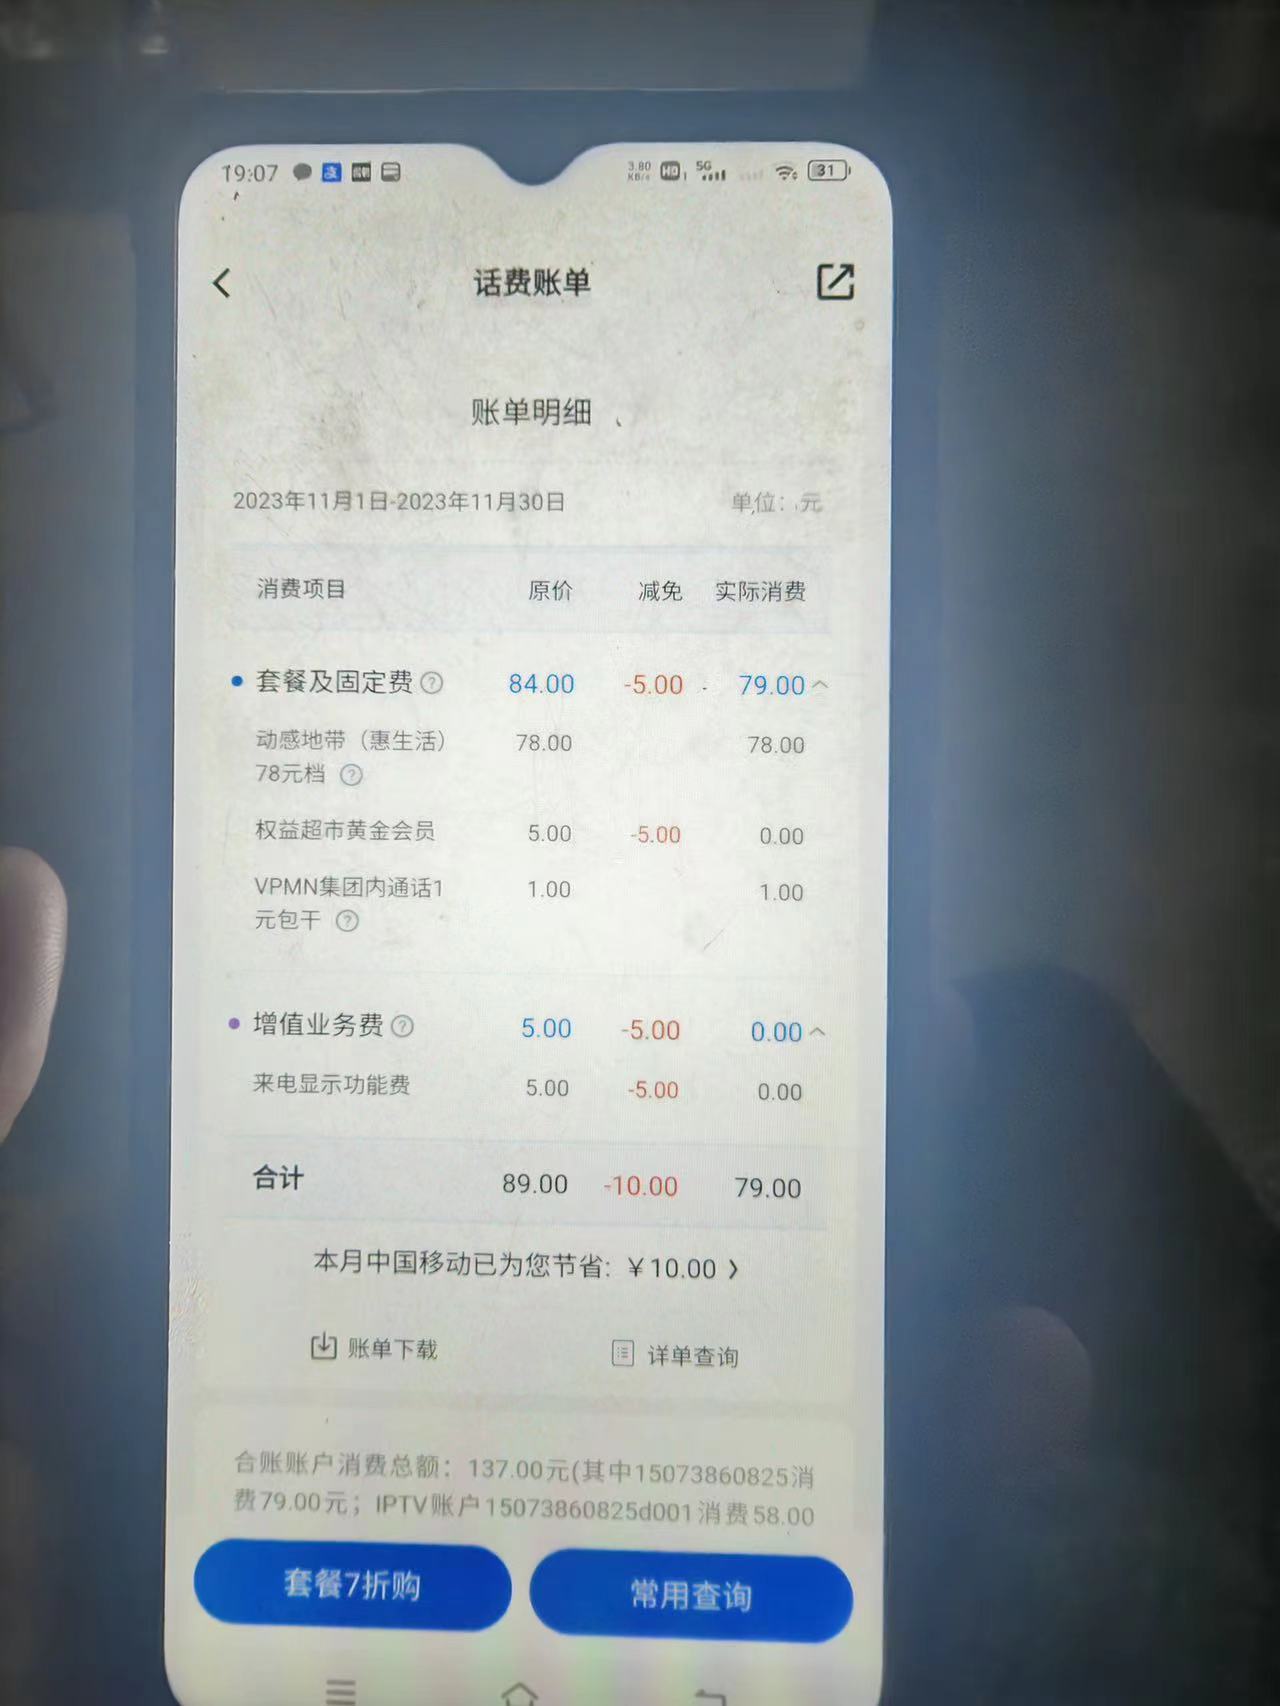 19:07 支 3.80 KB/s HD 5G 31
话费账单
账单明细
2023年11月1日-2023年11月30日 单位：元
消费项目 原价 减免 实际消费
套餐及固定费 ? 84.00 -5.00 79.00
动感地带（惠生活） 78.00 78.00
78元档 ?
权益超市黄金会员 5.00 -5.00 0.00
VPMN集团内通话1 1.00 1.00
元包干 ?
增值业务费 ? 5.00 -5.00 0.00
来电显示功能费 5.00 -5.00 0.00
合计 89.00 -10.00 79.00
本月中国移动已为您节省: ￥10.00 >
账单下载 详单查询
合账账户消费总额：137.00元(其中15073860825消
费79.00元；IPTV账户15073860825d001消费58.00
套餐7折购 常用查询